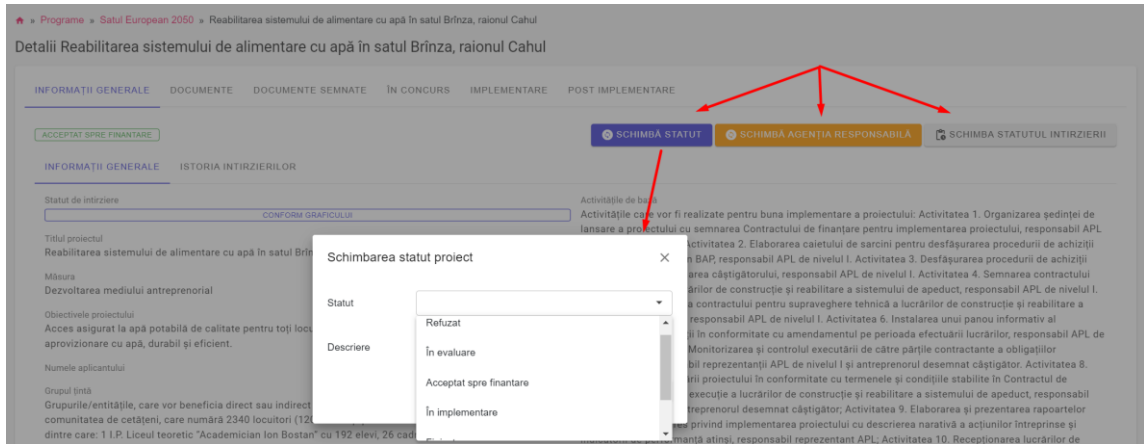 » Programe » Satul European 2050 » Reabilitarea sistemului de alimentare cu apă în satul Brînza, raionul Cahul
Detalii Reabilitarea sistemului de alimentare cu apă în satul Brînza, raionul Cahul
INFORMAȚII GENERALE DOCUMENTE DOCUMENTE SEMNATE ÎN CONCURS IMPLEMENTARE POST IMPLEMENTARE
ACCEPTAT SPRE FINANTARE
SCHIMBĂ STATUT SCHIMBĂ AGENȚIA RESPONSABILĂ SCHIMBA STATUTUL INTIRZIERII
INFORMAȚII GENERALE ISTORIA INTIRZIERILOR
Statut de intirziere
CONFORM GRAFICULUI
Titlul proiectul
Reabilitarea sistemului de alimentare cu apă în satul Brîn
Măsura
Dezvoltarea mediului antreprenorial
Obiectivele proiectului
Acces asigurat la apă potabilă de calitate pentru toți locu
aprovizionare cu apă, durabil și eficient.
Numele aplicantului
Grupul țintă
Grupurile/entitățile, care vor beneficia direct sau indirect
comunitatea de cetățeni, care numără 2340 locuitori (12
dintre care: 1 I.P. Liceul teoretic "Academician Ion Bostan" cu 192 elevi, 26 cad
Activitățile de bază
Activitățile care vor fi realizate pentru buna implementare a proiectului: Activitatea 1. Organizarea ședinței de
lansare a proiectului cu semnarea Contractului de finanțare pentru implementarea proiectului, responsabil APL
Activitatea 2. Elaborarea caietului de sarcini pentru desfășurarea procedurii de achiziții
n BAP, responsabil APL de nivelul I. Activitatea 3. Desfășurarea procedurii de achiziții
area câștigătorului, responsabil APL de nivelul I. Activitatea 4. Semnarea contractului
ărilor de construcție și reabilitare a sistemului de apeduct, responsabil APL de nivelul I.
a contractului pentru supraveghere tehnică a lucrărilor de construcție și reabilitare a
responsabil APL de nivelul I. Activitatea 6. Instalarea unui panou informativ al
ții în conformitate cu amendamentul pe perioada efectuării lucrărilor, responsabil APL de
Monitorizarea și controlul executării de către părțile contractante a obligațiilor
bil reprezentanții APL de nivelul I și antreprenorul desemnat câștigător. Activitatea 8.
rii proiectului în conformitate cu termenele și condițiile stabilite în Contractul de
execuție a lucrărilor de construcție și reabilitare a sistemului de apeduct, responsabil
treprenorul desemnat câștigător; Activitatea 9. Elaborarea și prezentarea rapoartelor
privind implementarea proiectului cu descrierea narativă a acțiunilor întreprinse și
performanță atinși, responsabil reprezentant APL; Activitatea 10. Recepționarea lucrărilor de
Schimbarea statut proiect
Statut
Refuzat
Descriere
În evaluare
Acceptat spre finantare
În implementare